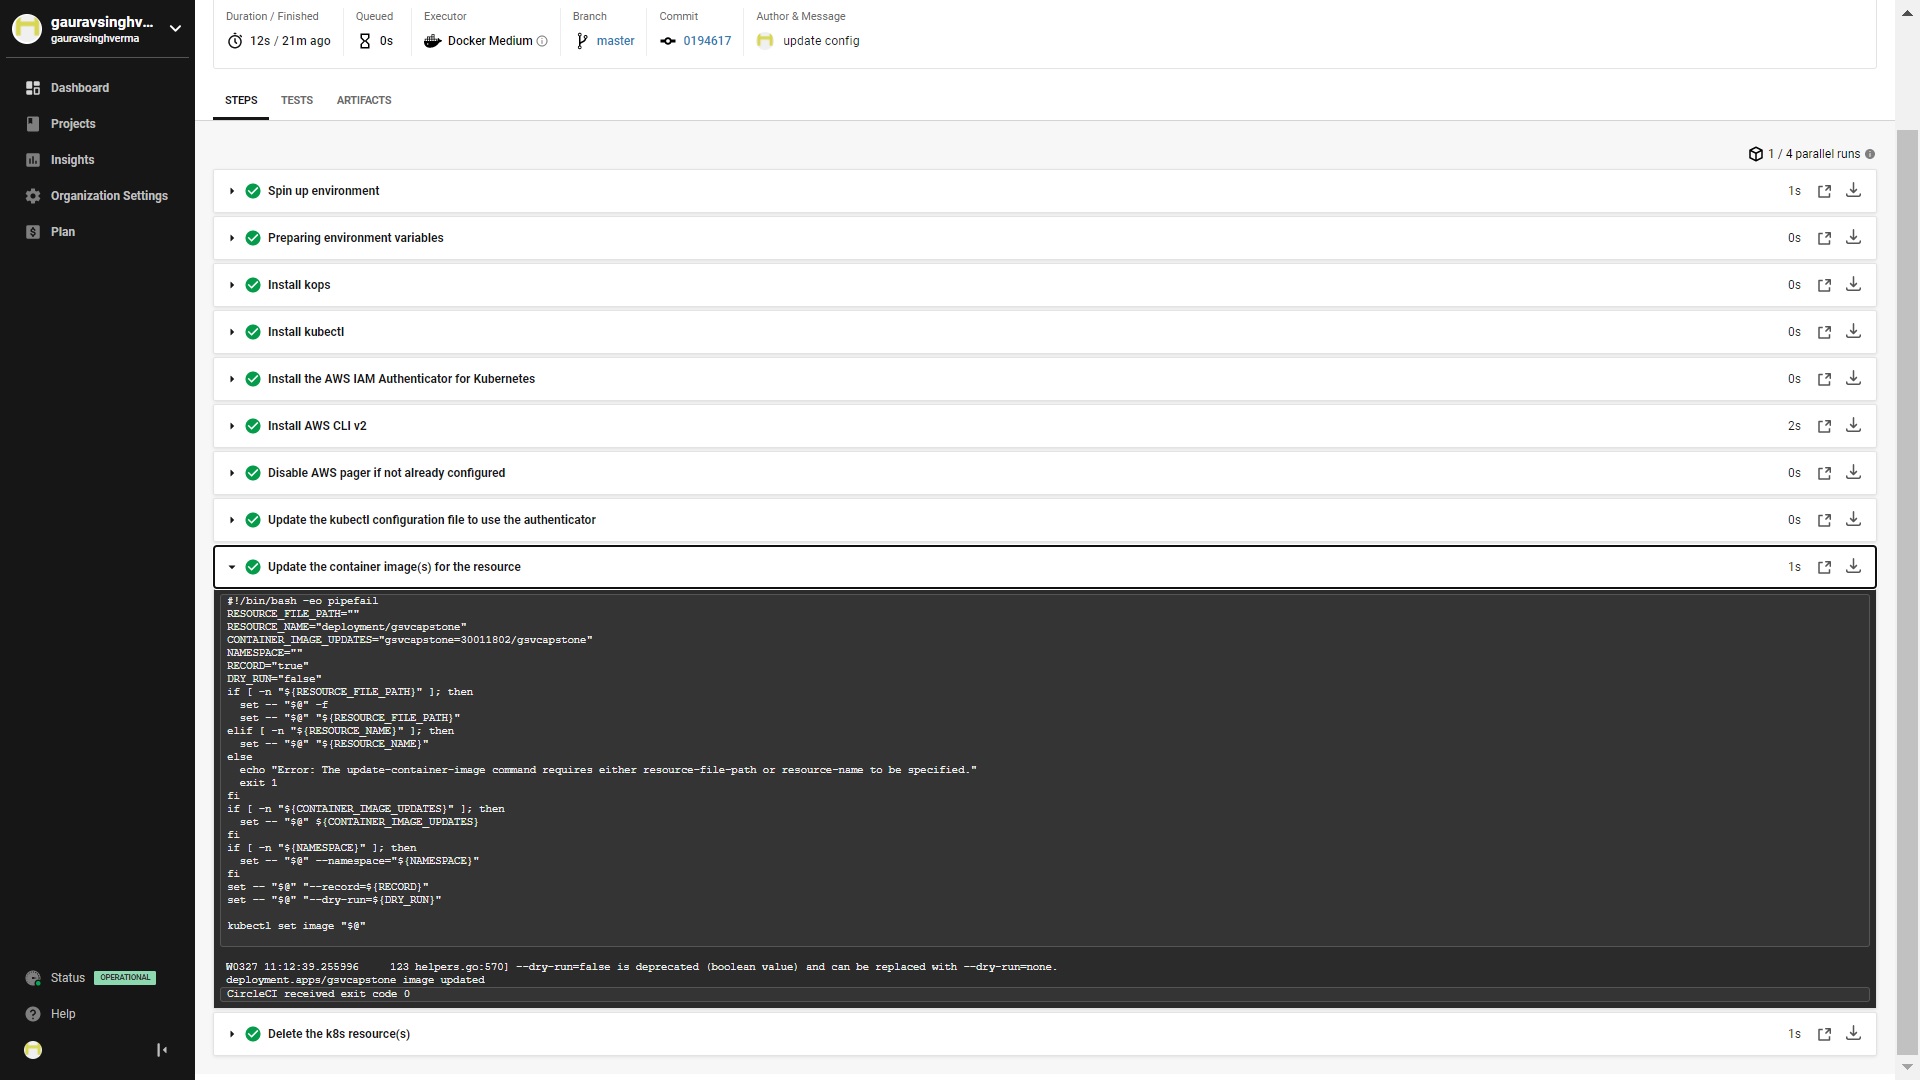 gauravsinghv...
gauravsinghverma
Dashboard
Projects
Insights
Organization Settings
Plan
Status OPERATIONAL
Help
Duration / Finished
12s / 21m ago
Queued
0s
Executor
Docker Medium
Branch
master
Commit
0194617
Author & Message
update config
STEPS TESTS ARTIFACTS
1 / 4 parallel runs
Spin up environment 1s
Preparing environment variables 0s
Install kops 0s
Install kubectl 0s
Install the AWS IAM Authenticator for Kubernetes 0s
Install AWS CLI v2 2s
Disable AWS pager if not already configured 0s
Update the kubectl configuration file to use the authenticator 0s
Update the container image(s) for the resource 1s
#!/bin/bash -eo pipefail
RESOURCE_FILE_PATH=""
RESOURCE_NAME="deployment/gsvcapstone"
CONTAINER_IMAGE_UPDATES="gsvcapstone=30011802/gsvcapstone"
NAMESPACE=""
RECORD="true"
DRY_RUN="false"
if [ -n "${RESOURCE_FILE_PATH}" ]; then
  set -- "$@" -f
  set -- "$@" "${RESOURCE_FILE_PATH}"
elif [ -n "${RESOURCE_NAME}" ]; then
  set -- "$@" "${RESOURCE_NAME}"
else
  echo "Error: The update-container-image command requires either resource-file-path or resource-name to be specified."
  exit 1
fi
if [ -n "${CONTAINER_IMAGE_UPDATES}" ]; then
  set -- "$@" ${CONTAINER_IMAGE_UPDATES}
fi
if [ -n "${NAMESPACE}" ]; then
  set -- "$@" --namespace="${NAMESPACE}"
fi
set -- "$@" "--record=${RECORD}"
set -- "$@" "--dry-run=${DRY_RUN}"
kubectl set image "$@"
W0327 11:12:39.255996     123 helpers.go:570] --dry-run=false is deprecated (boolean value) and can be replaced with --dry-run=none.
deployment.apps/gsvcapstone image updated
CircleCI received exit code 0
Delete the k8s resource(s) 1s